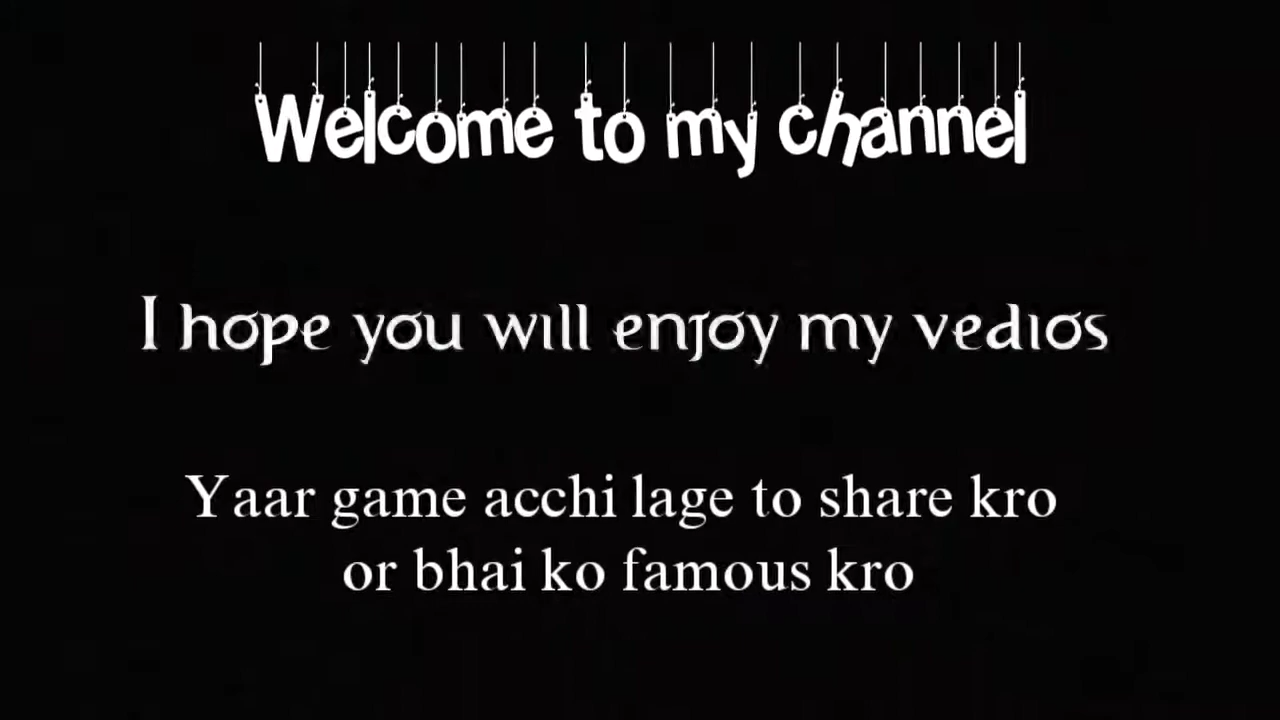 Welcome to my channel
I hope you will enjoy my vedios
Yaar game acchi lage to share kro
or bhai ko famous kro